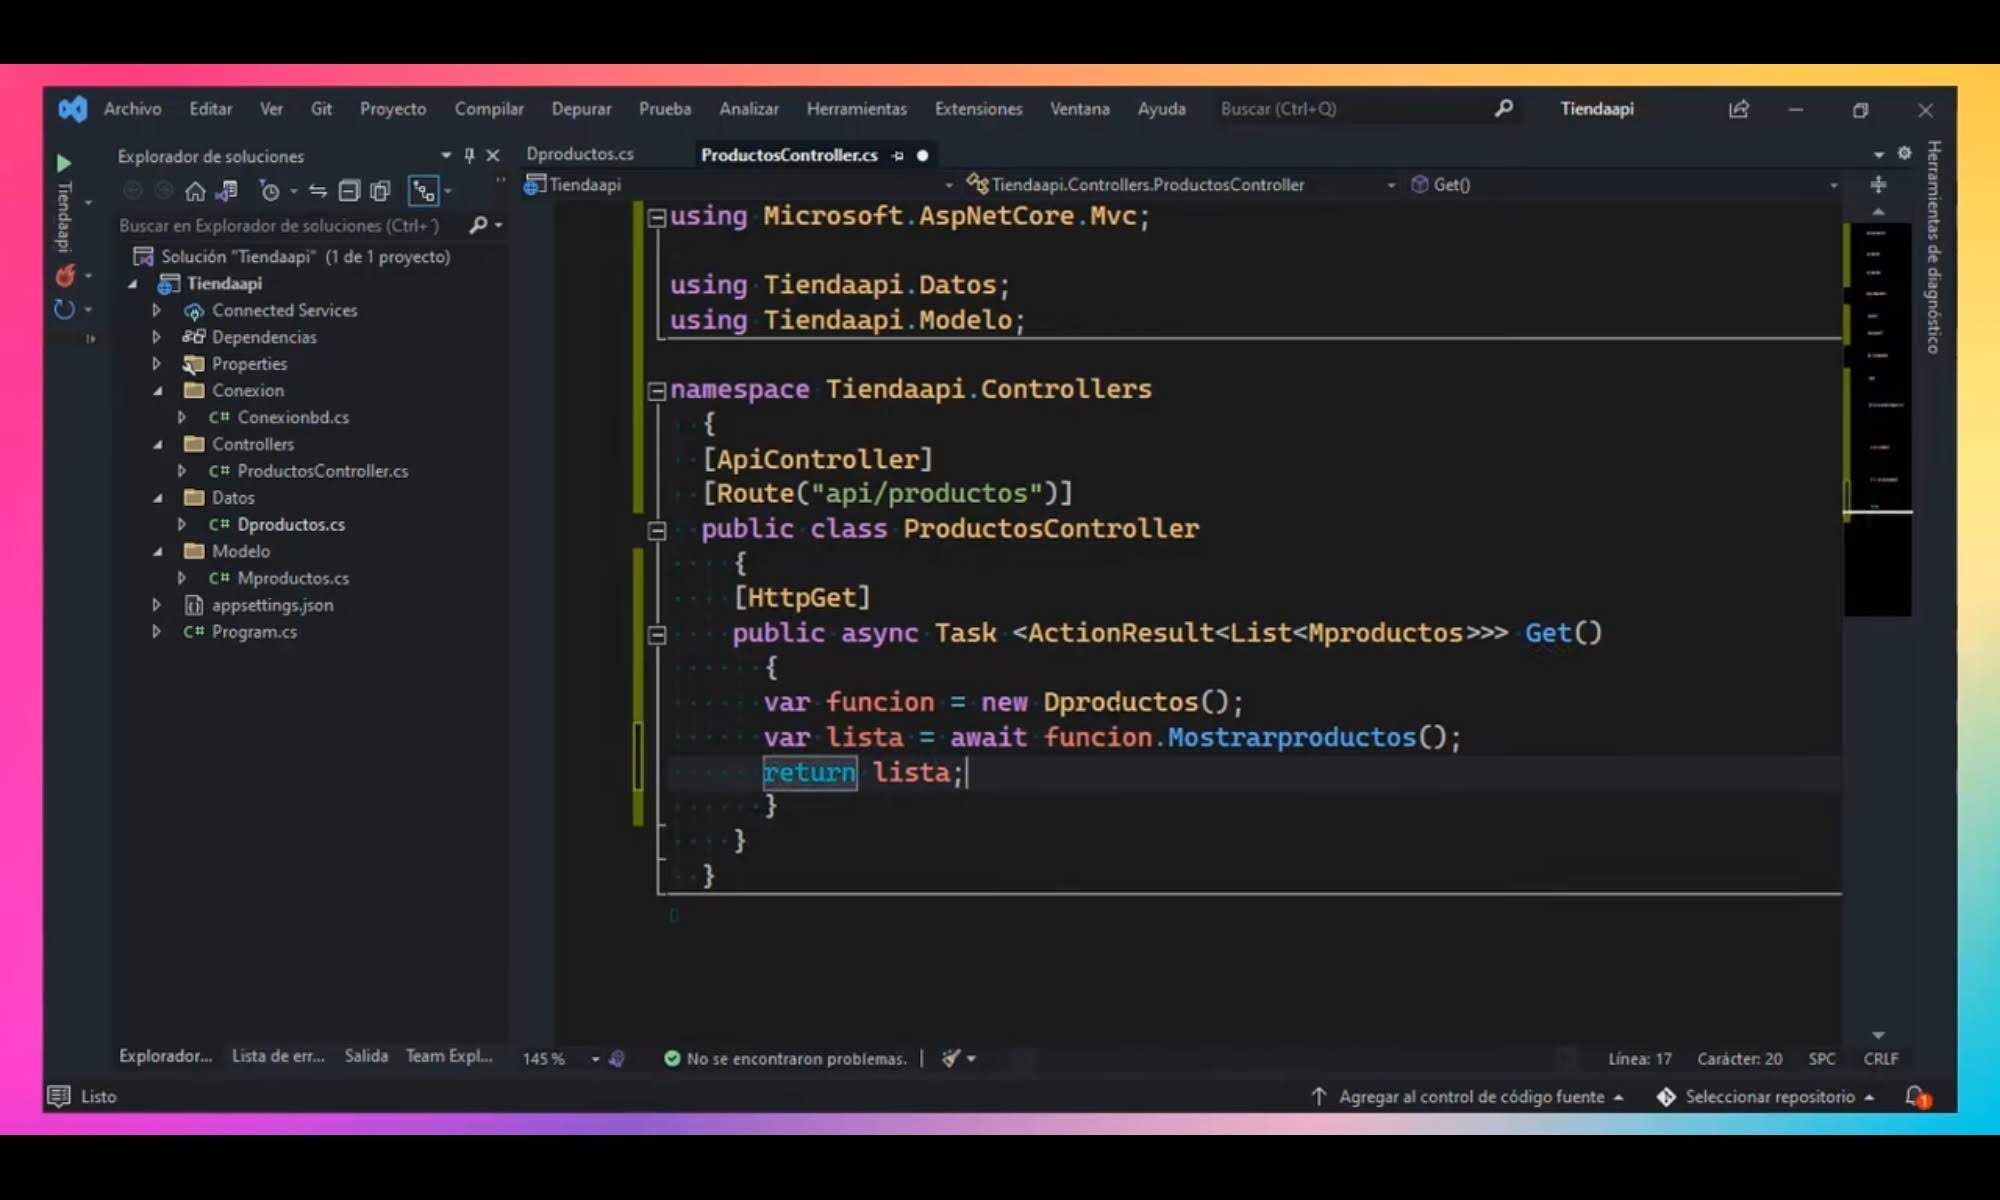 Archivo Editar Ver Git Proyecto Compilar Depurar Prueba Analizar Herramientas Extensiones Ventana Ayuda Buscar (Ctrl+Q) Tiendaapi
Tiendaapi
Explorador de soluciones
Buscar en Explorador de soluciones (Ctrl+´)
Solución "Tiendaapi" (1 de 1 proyecto)
Tiendaapi
Connected Services
Dependencias
Properties
Conexion
C# Conexionbd.cs
Controllers
C# ProductosController.cs
Datos
C# Dproductos.cs
Modelo
C# Mproductos.cs
appsettings.json
C# Program.cs
Explorador... Lista de err... Salida Team Expl...
Dproductos.cs ProductosController.cs
Tiendaapi Tiendaapi.Controllers.ProductosController Get()
using Microsoft.AspNetCore.Mvc;
using Tiendaapi.Datos;
using Tiendaapi.Modelo;
namespace Tiendaapi.Controllers
{
[ApiController]
[Route("api/productos")]
public class ProductosController
{
[HttpGet]
public async Task <ActionResult<List<Mproductos>>> Get()
{
var funcion = new Dproductos();
var lista = await funcion.Mostrarproductos();
return lista;
}
}
}
145 % No se encontraron problemas. Línea: 17 Carácter: 20 SPC CRLF
Herramientas de diagnóstico
Listo Agregar al control de código fuente Seleccionar repositorio 1